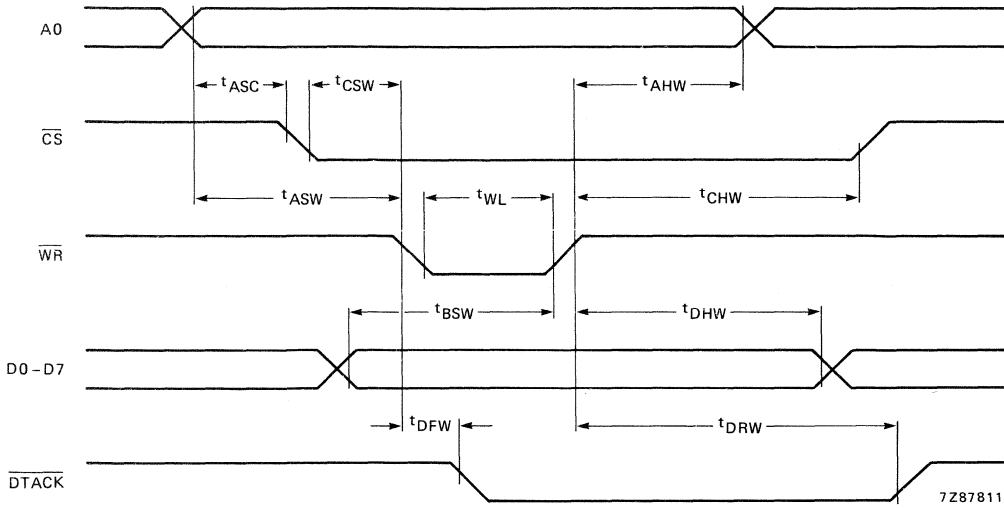 A0
tASC tCSW tAHW
CS
tASW tWL tCHW
WR
tBSW tDHW
D0-D7
tDFW tDRW
DTACK
7Z87811